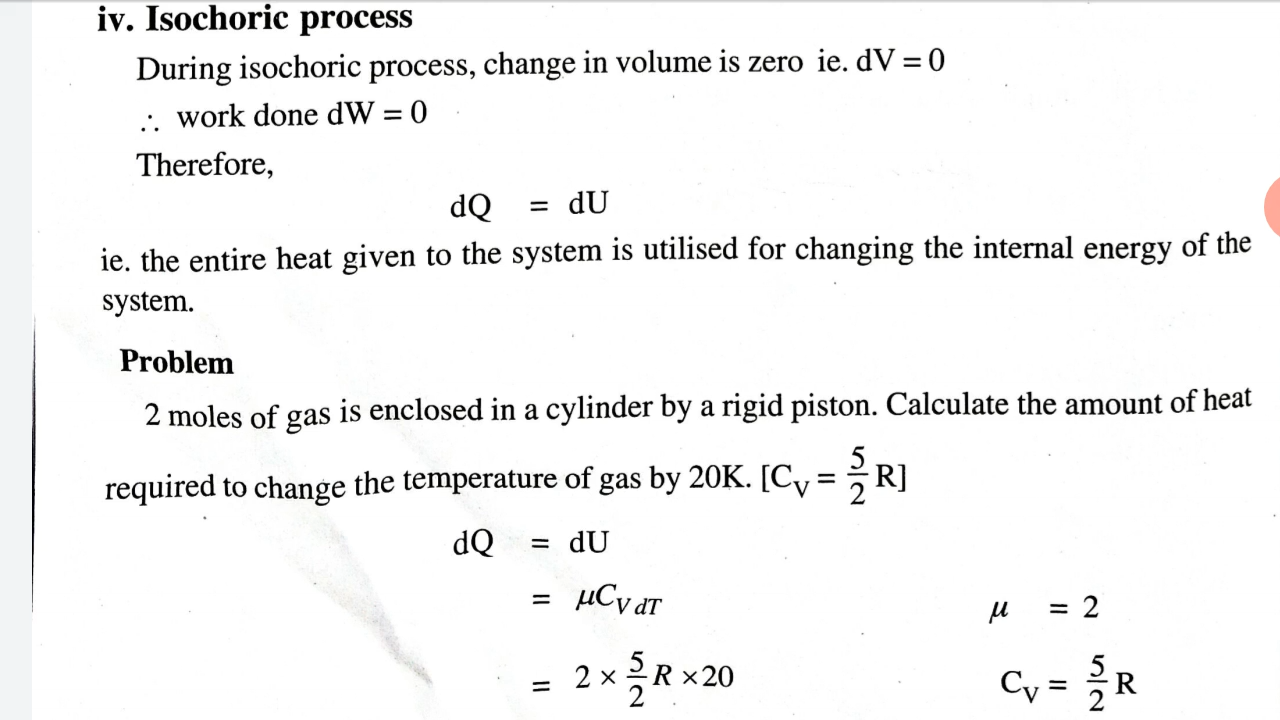 iv. Isochoric process
During isochoric process, change in volume is zero ie. dV = 0
∴ work done dW = 0
Therefore,
dQ = dU
ie. the entire heat given to the system is utilised for changing the internal energy of the
system.
Problem
2 moles of gas is enclosed in a cylinder by a rigid piston. Calculate the amount of heat
required to change the temperature of gas by 20K. [C_V = 5/2 R]
dQ = dU
= μC_V dT μ = 2
= 2 × 5/2 R ×20 C_V = 5/2 R